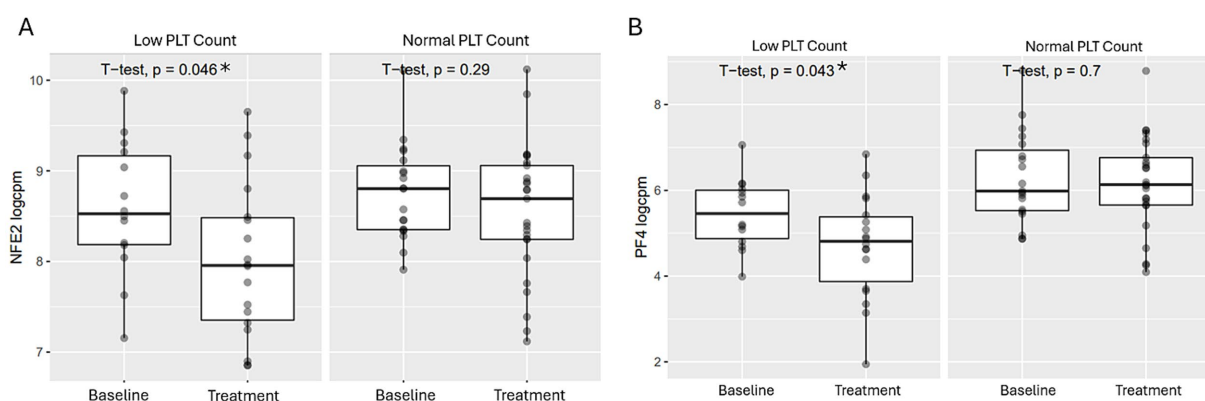 A
Low PLT Count
Normal PLT Count
T-test, p = 0.046*
T-test, p = 0.29
NFE2 logcpm
10
9
8
7
Baseline
Treatment
Baseline
Treatment
B
Low PLT Count
Normal PLT Count
T-test, p = 0.043*
T-test, p = 0.7
PF4 logcpm
8
6
4
2
Baseline
Treatment
Baseline
Treatment